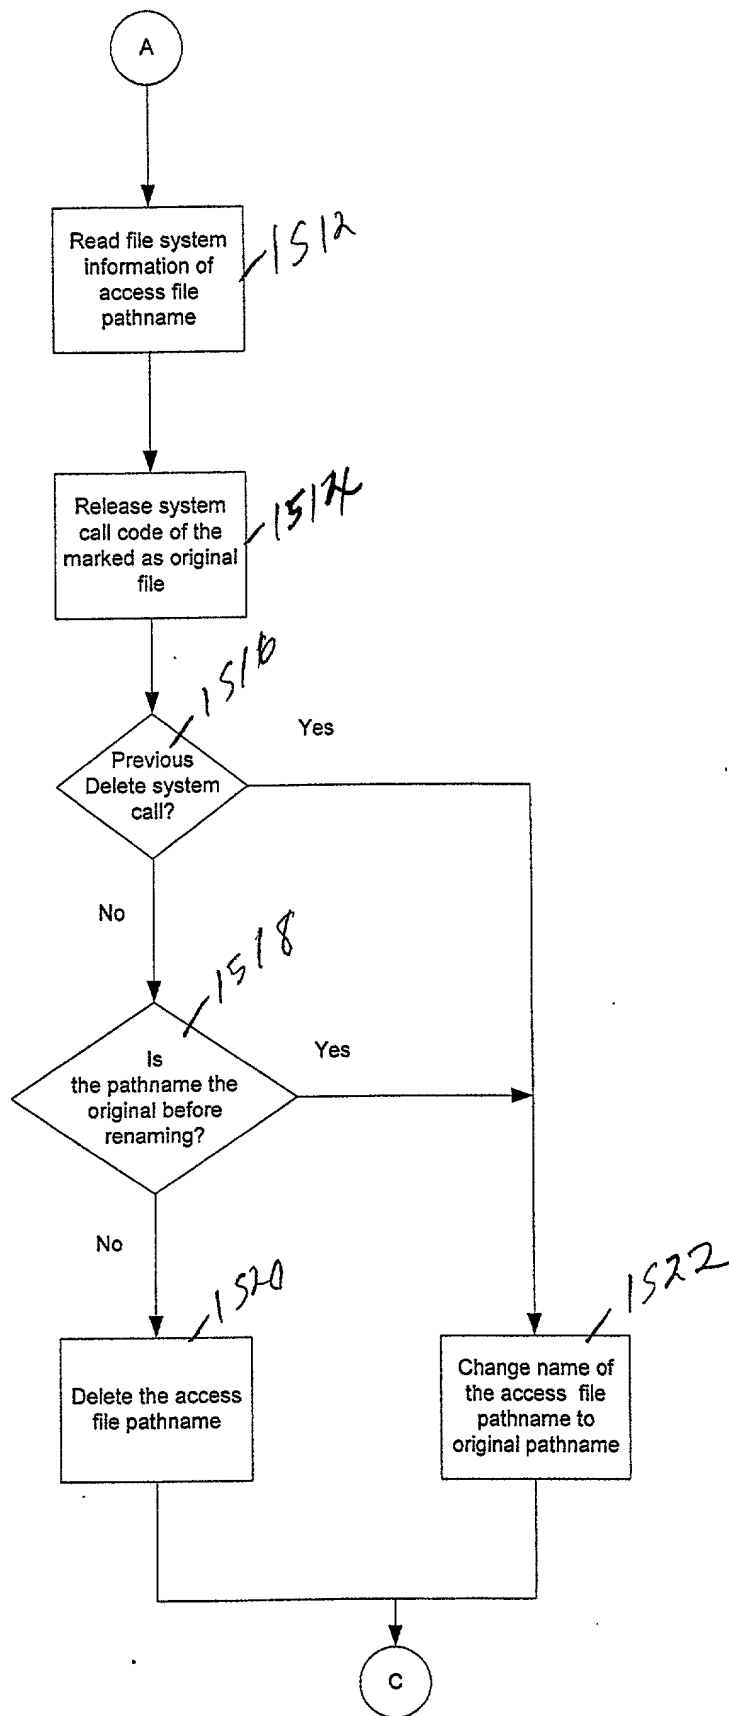 A
Read file system
information of
access file
pathname
1512
Release system
call code of the
marked as original
file
1514
1516
Previous
Delete system
call?
Yes
No
1518
Is
the pathname the
original before
renaming?
Yes
No
1520
Delete the access
file pathname
1522
Change name of
the access file
pathname to
original pathname
C